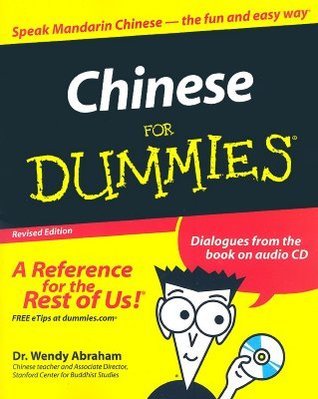 Speak Mandarin Chinese — the fun and easy way®
Chinese
FOR
DUMMIES®
Revised Edition
Dialogues from the
book on audio CD
A Reference
for the
Rest of Us!®
FREE eTips at dummies.com®
Dr. Wendy Abraham
Chinese teacher and Associate Director,
Stanford Center for Buddhist Studies